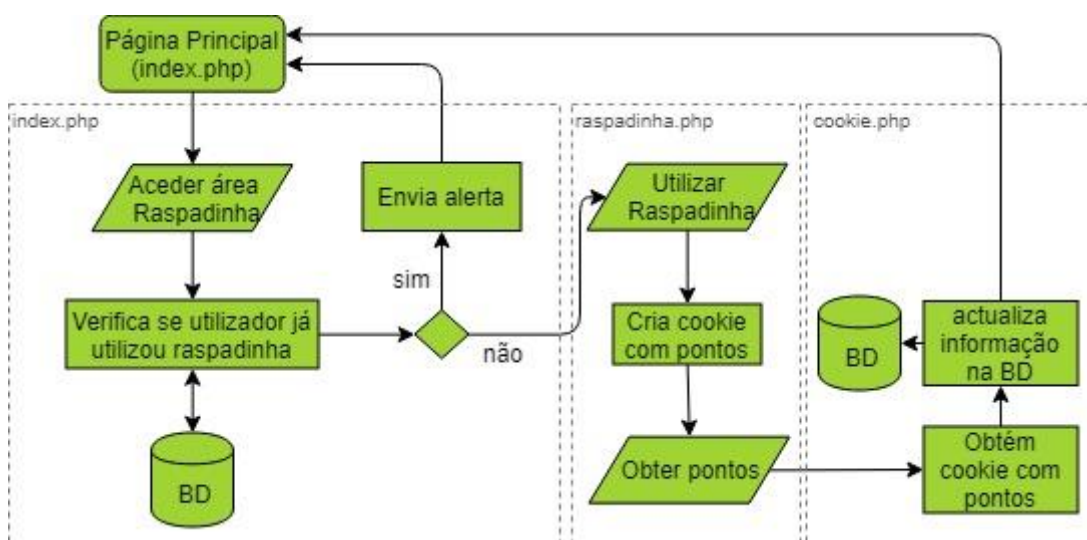 Página Principal
(index.php)
index.php
Aceder área
Raspadinha
Envia alerta
sim
Verifica se utilizador já
utilizou raspadinha
não
BD
raspadinha.php
Utilizar
Raspadinha
Cria cookie
com pontos
Obter pontos
cookie.php
BD
actualiza
informação
na BD
Obtém
cookie com
pontos